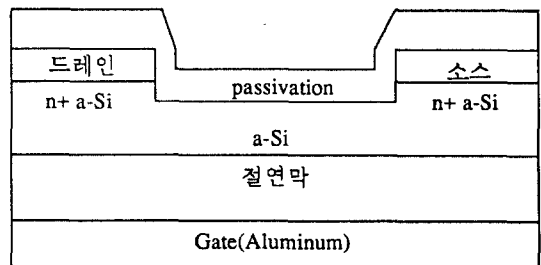 드레인
소스
n+ a-Si
passivation
n+ a-Si
a-Si
절연막
Gate(Aluminum)